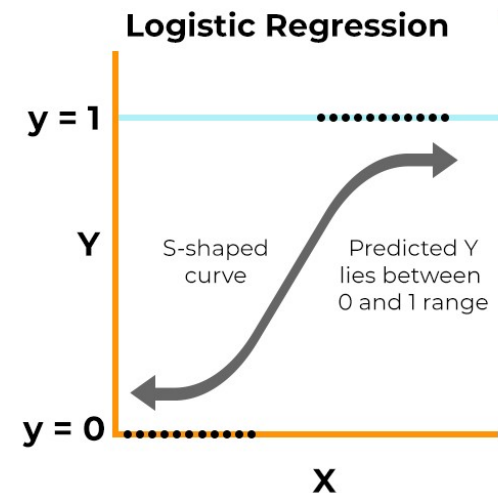 Logistic Regression
y = 1
Y
S-shaped
curve
Predicted Y
lies between
0 and 1 range
y = 0
X